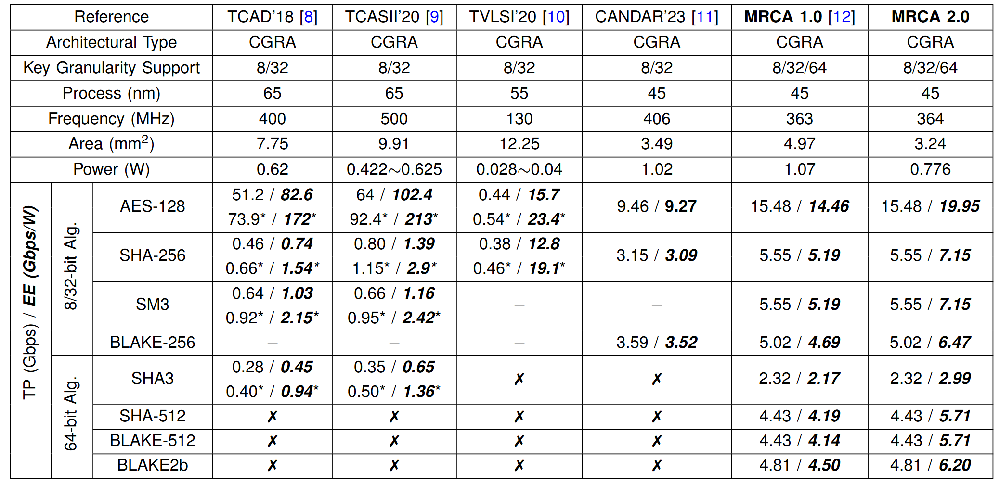 Reference TCAD'18 [8] TCASII'20 [9] TVLSI'20 [10] CANDAR'23 [11] MRCA 1.0 [12] MRCA 2.0
Architectural Type CGRA CGRA CGRA CGRA CGRA CGRA
Key Granularity Support 8/32 8/32 8/32 8/32 8/32/64 8/32/64
Process (nm) 65 65 55 45 45 45
Frequency (MHz) 400 500 130 406 363 364
Area (mm2) 7.75 9.91 12.25 3.49 4.97 3.24
Power (W) 0.62 0.422~0.625 0.028~0.04 1.02 1.07 0.776
TP (Gbps) / EE (Gbps/W)
8/32-bit Alg.
AES-128 51.2 / 82.6 64 / 102.4 0.44 / 15.7 9.46 / 9.27 15.48 / 14.46 15.48 / 19.95
73.9* / 172* 92.4* / 213* 0.54* / 23.4*
SHA-256 0.46 / 0.74 0.80 / 1.39 0.38 / 12.8 3.15 / 3.09 5.55 / 5.19 5.55 / 7.15
0.66* / 1.54* 1.15* / 2.9* 0.46* / 19.1*
SM3 0.64 / 1.03 0.66 / 1.16 – – 5.55 / 5.19 5.55 / 7.15
0.92* / 2.15* 0.95* / 2.42*
BLAKE-256 – – – 3.59 / 3.52 5.02 / 4.69 5.02 / 6.47
64-bit Alg.
SHA3 0.28 / 0.45 0.35 / 0.65 ✗ ✗ 2.32 / 2.17 2.32 / 2.99
0.40* / 0.94* 0.50* / 1.36*
SHA-512 ✗ ✗ ✗ ✗ 4.43 / 4.19 4.43 / 5.71
BLAKE-512 ✗ ✗ ✗ ✗ 4.43 / 4.14 4.43 / 5.71
BLAKE2b ✗ ✗ ✗ ✗ 4.81 / 4.50 4.81 / 6.20